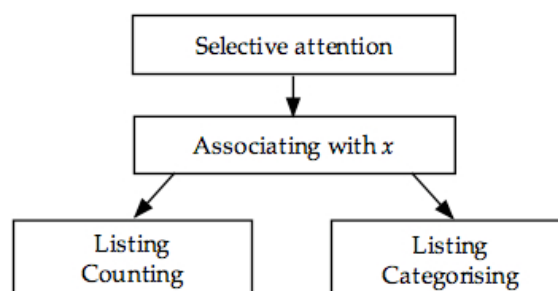 Selective attention
Associating with x
Listing
Counting
Listing
Categorising